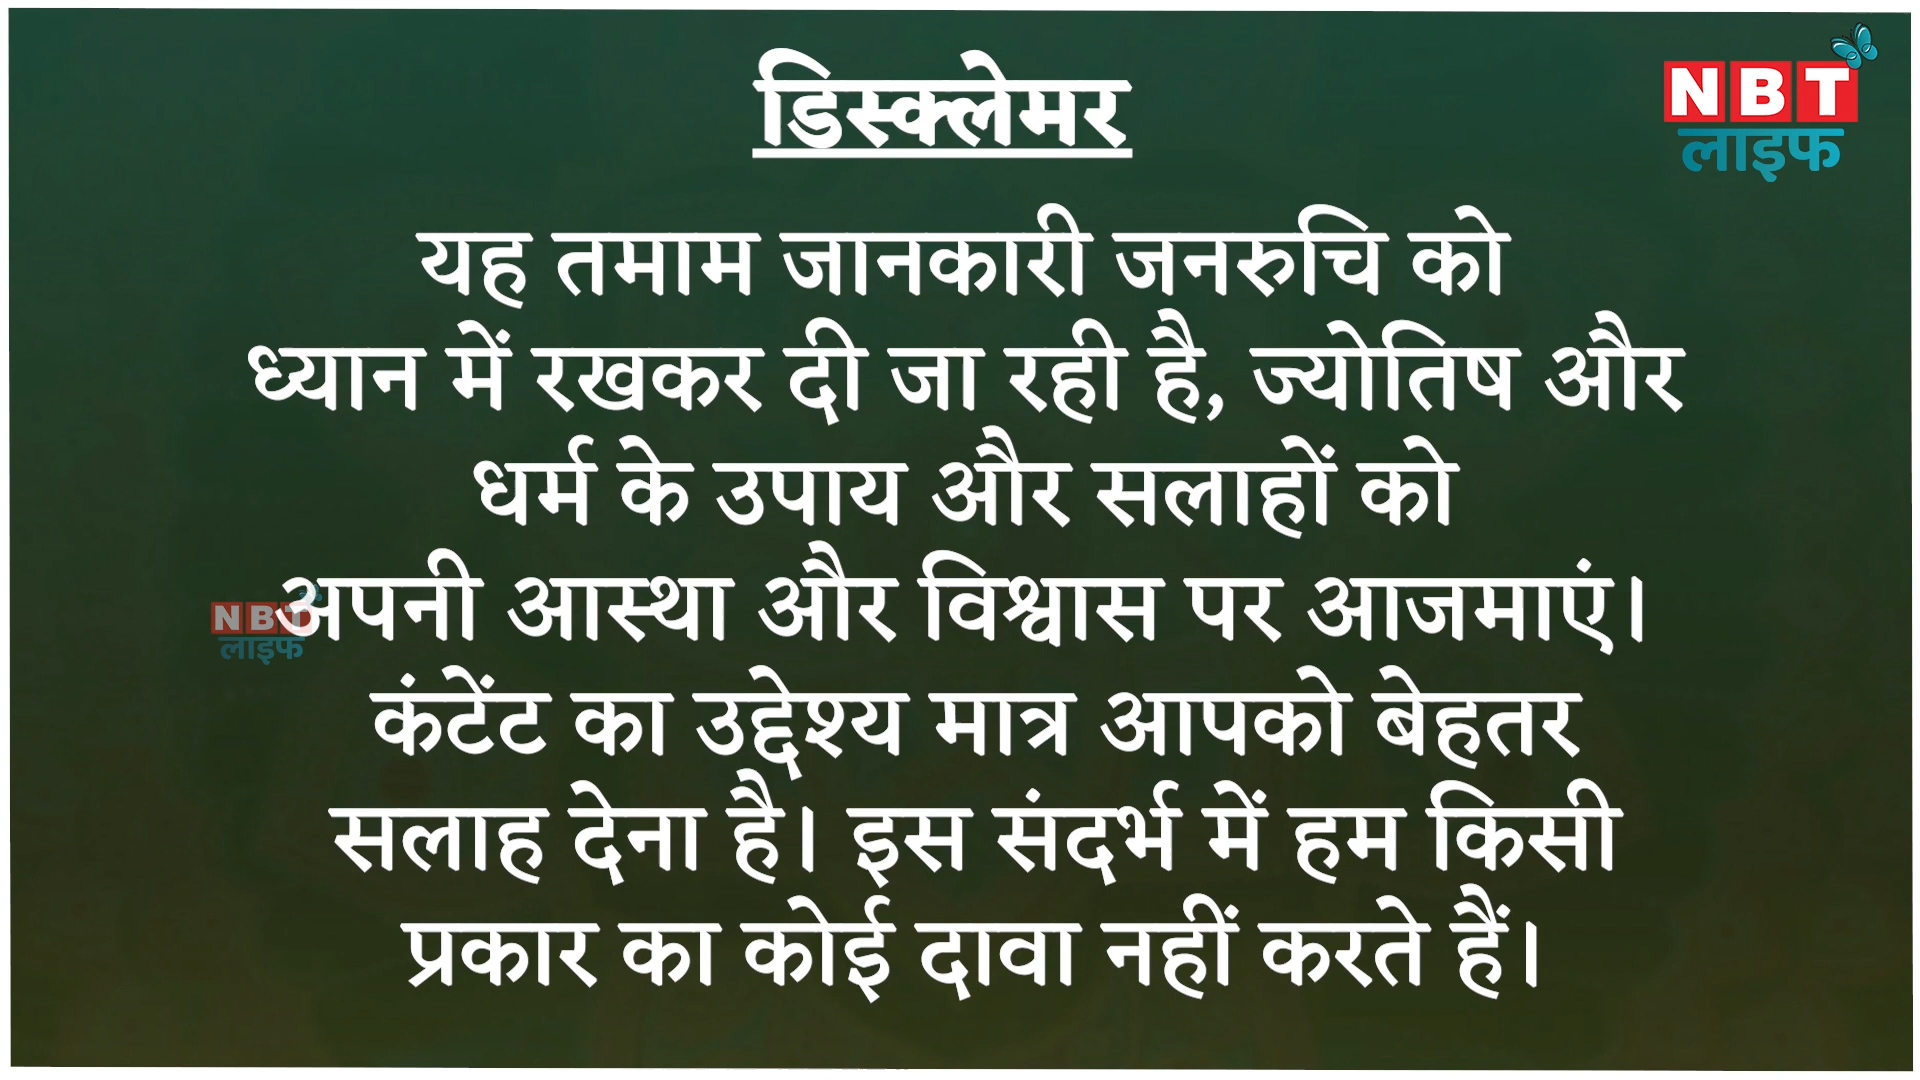 डिस्क्लेमर
NBT
लाइफ
यह तमाम जानकारी जनरुचि को
ध्यान में रखकर दी जा रही है, ज्योतिष और
धर्म के उपाय और सलाहों को
अपनी आस्था और विश्वास पर आजमाएं।
NBT
लाइफ
कंटेंट का उद्देश्य मात्र आपको बेहतर
सलाह देना है। इस संदर्भ में हम किसी
प्रकार का कोई दावा नहीं करते हैं।